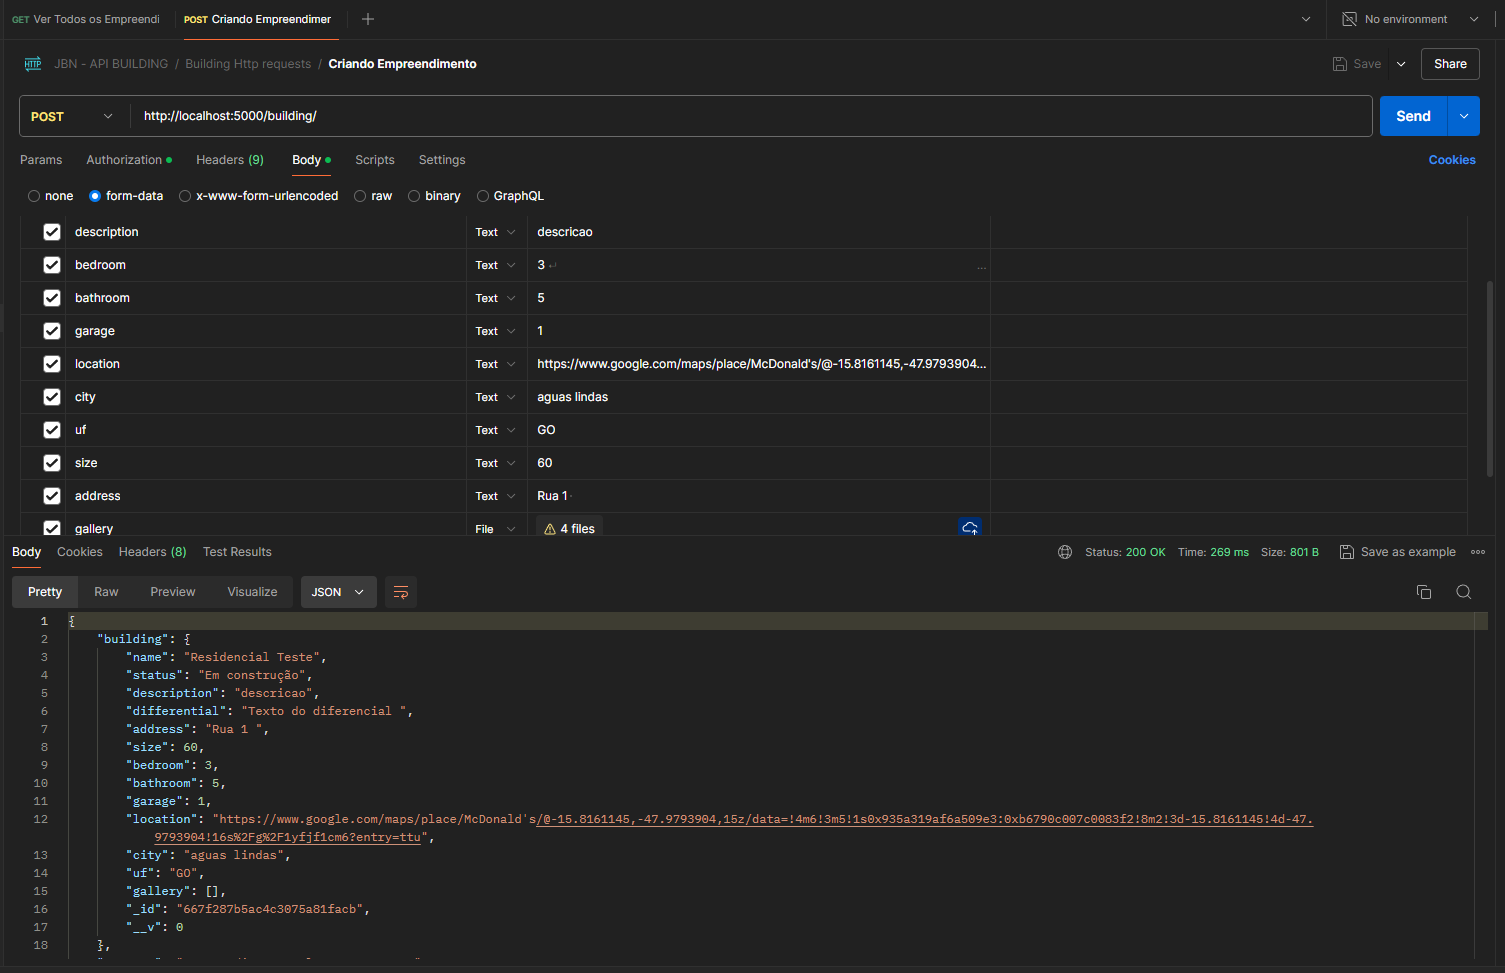 GET Ver Todos os Empreendi POST Criando Empreendimer No environment
HTTP JBN - API BUILDING / Building Http requests / Criando Empreendimento Save Share
POST http://localhost:5000/building/ Send
Params Authorization Headers (9) Body Scripts Settings Cookies
none form-data x-www-form-urlencoded raw binary GraphQL
description Text descricao
bedroom Text 3 ...
bathroom Text 5
garage Text 1
location Text https://www.google.com/maps/place/McDonald's/@-15.8161145,-47.9793904...
city Text aguas lindas
uf Text GO
size Text 60
address Text Rua 1
gallery File 4 files
Body Cookies Headers (8) Test Results Status: 200 OK Time: 269 ms Size: 801 B Save as example
Pretty Raw Preview Visualize JSON
1 {
2 "building": {
3 "name": "Residencial Teste",
4 "status": "Em construção",
5 "description": "descricao",
6 "differential": "Texto do diferencial ",
7 "address": "Rua 1 ",
8 "size": 60,
9 "bedroom": 3,
10 "bathroom": 5,
11 "garage": 1,
12 "location": "https://www.google.com/maps/place/McDonald's/@-15.8161145,-47.9793904,15z/data=!4m6!3m5!1s0x935a319af6a509e3:0xb6790c007c0083f2!8m2!3d-15.8161145!4d-47.
9793904!16s%2Fg%2F1yfjf1cm6?entry=ttu",
13 "city": "aguas lindas",
14 "uf": "GO",
15 "gallery": [],
16 "_id": "667f287b5ac4c3075a81facb",
17 "__v": 0
18 },